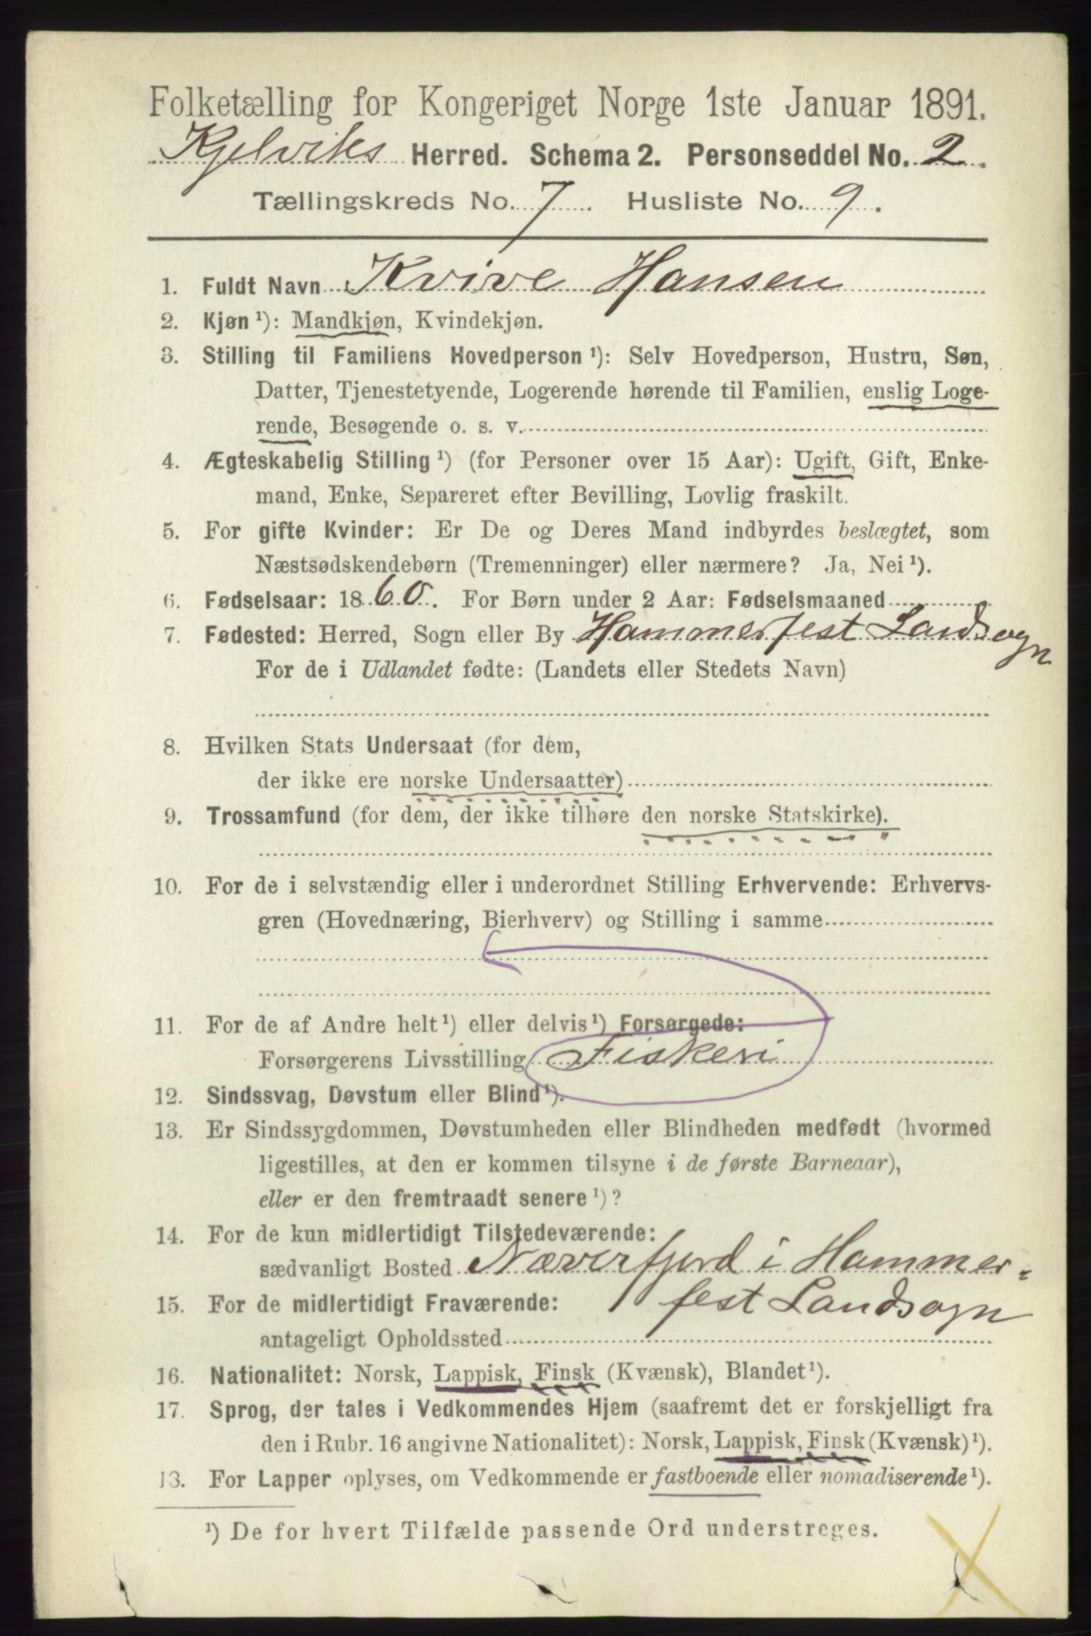 Folketælling for Kongeriget Norge 1ste Januar 1891.
Kjelviks Herred. Schema 2. Personseddel No. 2.
Tællingskreds No. 7. Husliste No. 9.
1. Fuldt Navn Kvive Hansen
2. Kjøn ¹): Mandkjøn, Kvindekjøn.
3. Stilling til Familiens Hovedperson ¹): Selv Hovedperson, Hustru, Søn,
Datter, Tjenestetyende, Logerende hørende til Familien, enslig Loge-
rende, Besøgende o. s. v.
4. Ægteskabelig Stilling ¹) (for Personer over 15 Aar): Ugift, Gift, Enke-
mand, Enke, Separeret efter Bevilling, Lovlig fraskilt.
5. For gifte Kvinder: Er De og Deres Mand indbyrdes beslægtet, som
Næstsødskendebørn (Tremenninger) eller nærmere? Ja, Nei ¹).
6. Fødselsaar: 1860. For Børn under 2 Aar: Fødselsmaaned
7. Fødested: Herred, Sogn eller By Hammerfest Landsogn
For de i Udlandet fødte: (Landets eller Stedets Navn)
8. Hvilken Stats Undersaat (for dem,
der ikke ere norske Undersaatter)
9. Trossamfund (for dem, der ikke tilhøre den norske Statskirke).
10. For de i selvstændig eller i underordnet Stilling Erhvervende: Erhvervs-
gren (Hovednæring, Bierhverv) og Stilling i samme
11. For de af Andre helt ¹) eller delvis ¹) Forsørgede:
Forsørgerens Livsstilling Fiskeri
12. Sindssvag, Døvstum eller Blind ¹).
13. Er Sindssygdommen, Døvstumheden eller Blindheden medfødt (hvormed
ligestilles, at den er kommen tilsyne i de første Barneaar),
eller er den fremtraadt senere ¹)?
14. For de kun midlertidigt Tilstedeværende:
sædvanligt Bosted Næverfjord i Hammer-
15. For de midlertidigt Fraværende: fest Landsogn
antageligt Opholdssted
16. Nationalitet: Norsk, Lappisk, Finsk (Kvænsk), Blandet ¹).
17. Sprog, der tales i Vedkommendes Hjem (saafremt det er forskjelligt fra
den i Rubr. 16 angivne Nationalitet): Norsk, Lappisk, Finsk (Kvænsk) ¹).
13. For Lapper oplyses, om Vedkommende er fastboende eller nomadiserende ¹).
¹) De for hvert Tilfælde passende Ord understreges.